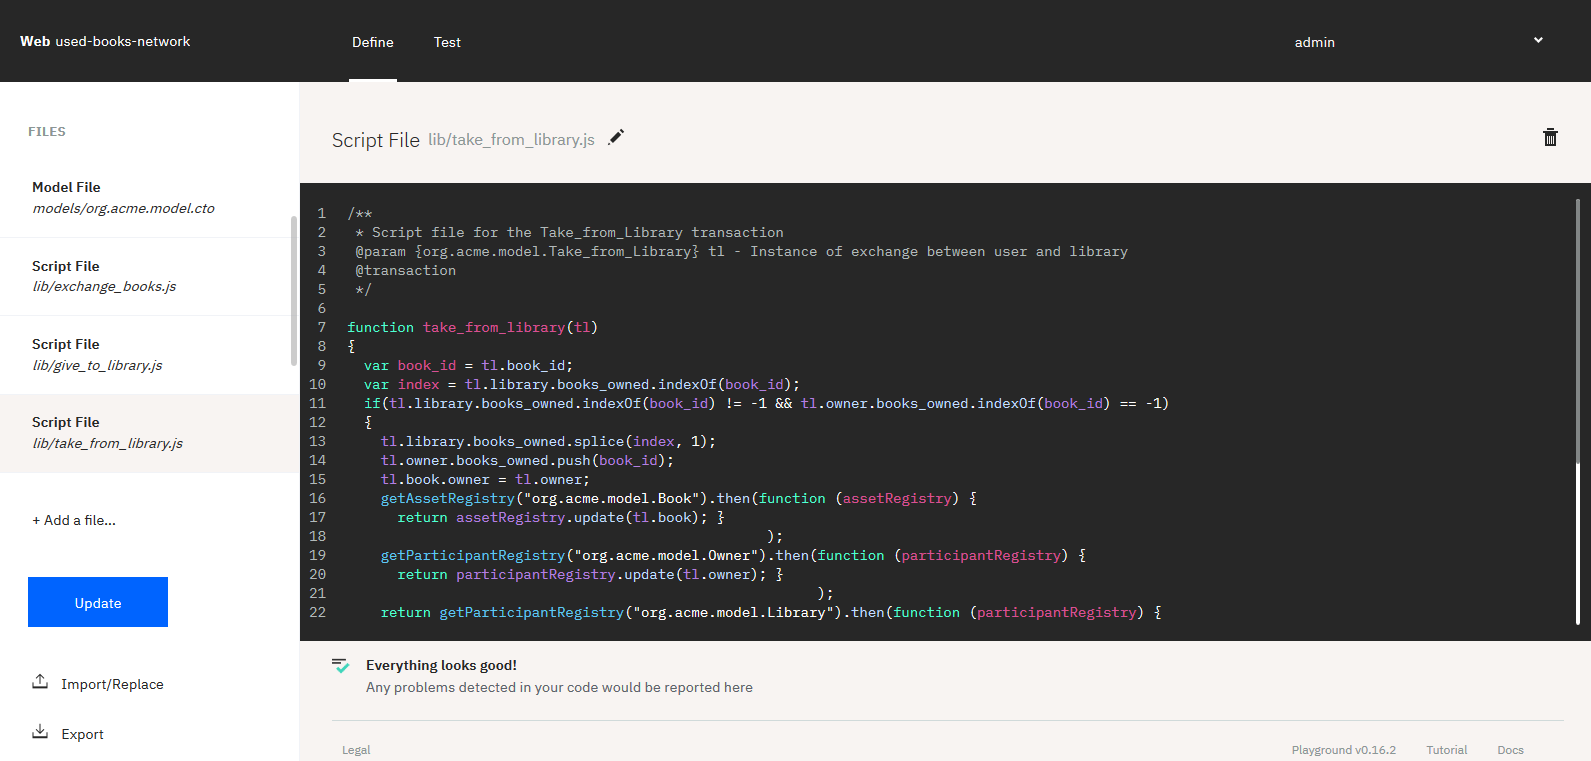 Web used-books-network
Define
Test
admin
FILES
Model File
models/org.acme.model.cto
Script File
lib/exchange_books.js
Script File
lib/give_to_library.js
Script File
lib/take_from_library.js
+ Add a file...
Update
Import/Replace
Export
Script File lib/take_from_library.js
1 /**
2  * Script file for the Take_from_Library transaction
3  @param {org.acme.model.Take_from_Library} tl - Instance of exchange between user and library
4  @transaction
5  */
6
7 function take_from_library(tl)
8 {
9   var book_id = tl.book_id;
10   var index = tl.library.books_owned.indexOf(book_id);
11   if(tl.library.books_owned.indexOf(book_id) != -1 && tl.owner.books_owned.indexOf(book_id) == -1)
12   {
13     tl.library.books_owned.splice(index, 1);
14     tl.owner.books_owned.push(book_id);
15     tl.book.owner = tl.owner;
16     getAssetRegistry("org.acme.model.Book").then(function (assetRegistry) {
17       return assetRegistry.update(tl.book); }
18                                                   );
19     getParticipantRegistry("org.acme.model.Owner").then(function (participantRegistry) {
20       return participantRegistry.update(tl.owner); }
21                                                         );
22     return getParticipantRegistry("org.acme.model.Library").then(function (participantRegistry) {
Everything looks good!
Any problems detected in your code would be reported here
Legal
Playground v0.16.2
Tutorial
Docs